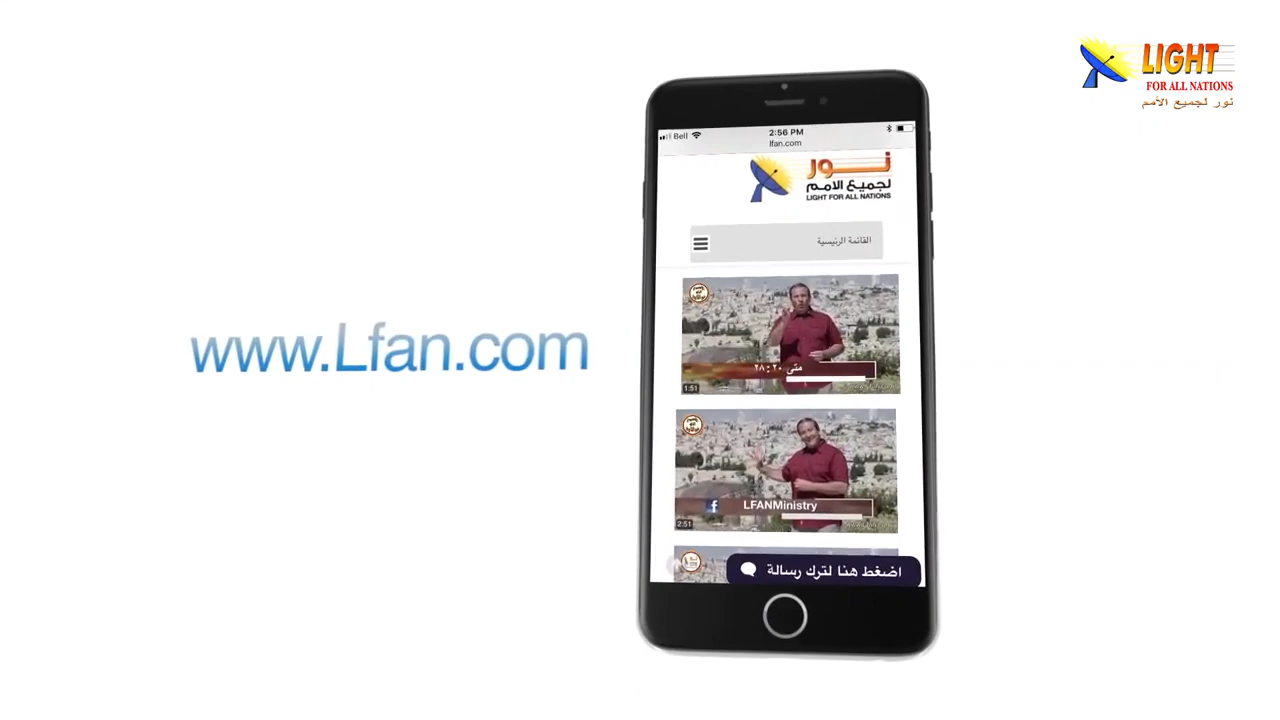 LIGHT
FOR ALL NATIONS
نور لجميع الأمم
Bell
2:56 PM
lfan.com
نور
لجميع الامم
LIGHT FOR ALL NATIONS
القائمة الرئيسية
www.Lfan.com
متى ٢٠ : ٢٨
1:51
LFANMinistry
2:51
اضغط هنا لترك رسالة